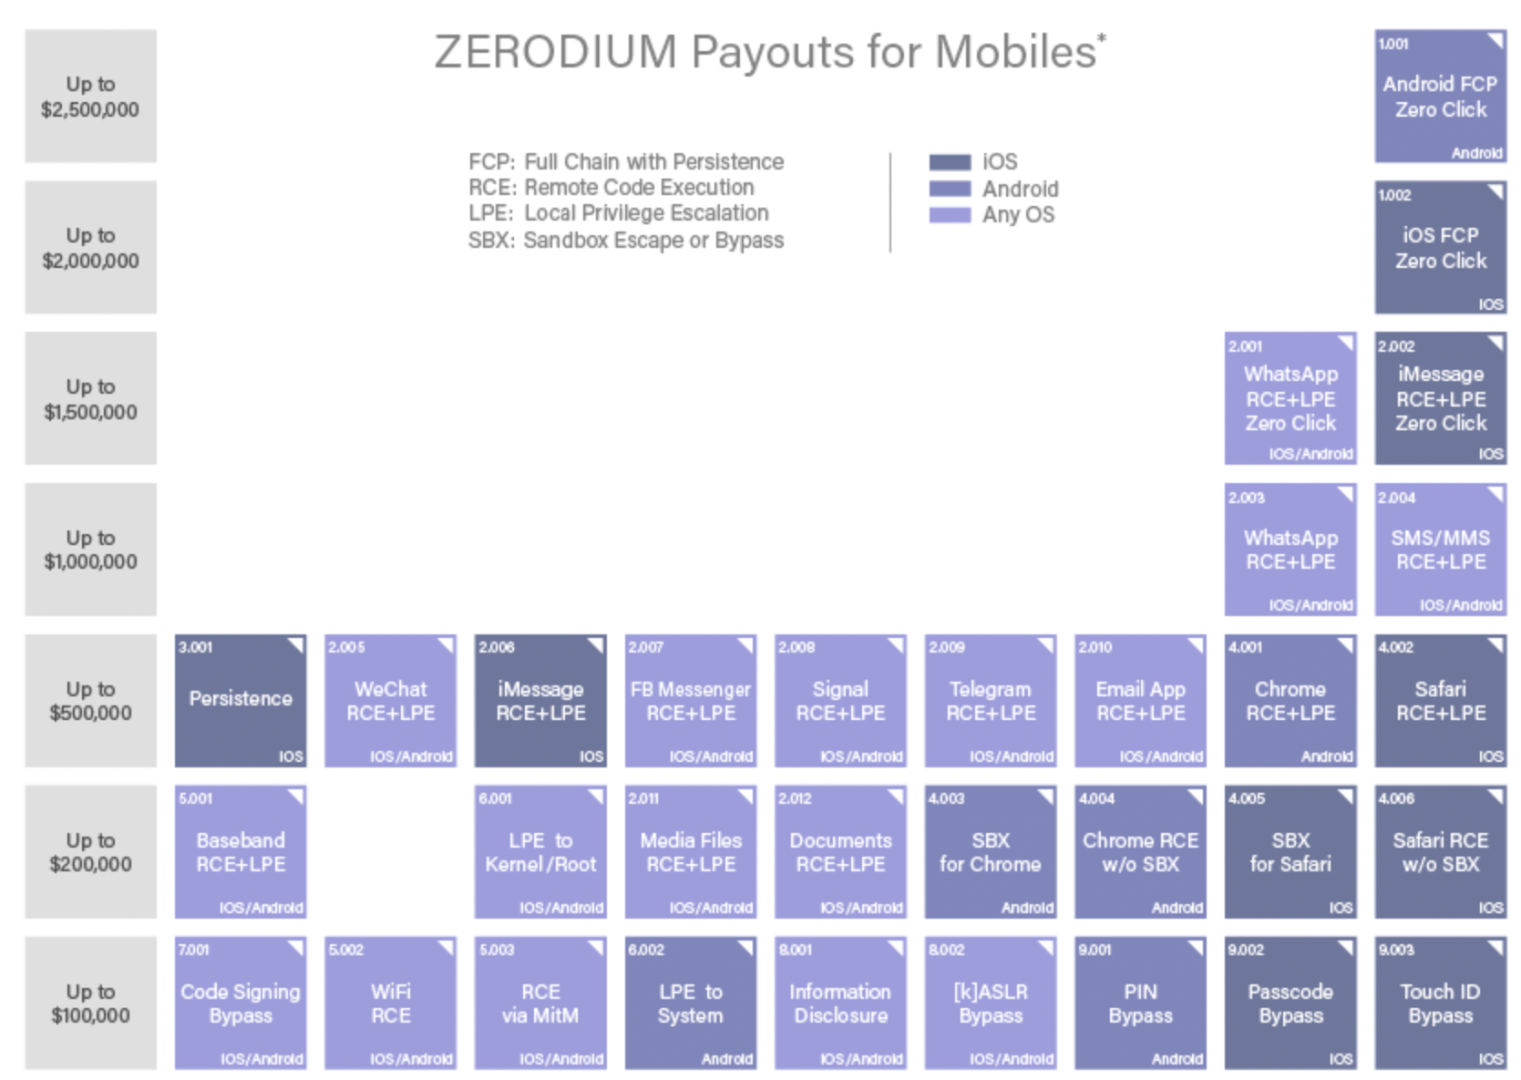 ZERODIUM Payouts for Mobiles*
FCP: Full Chain with Persistence
RCE: Remote Code Execution
LPE: Local Privilege Escalation
SBX: Sandbox Escape or Bypass
iOS
Android
Any OS
Up to
$2,500,000
1.001
Android FCP
Zero Click
Android
Up to
$2,000,000
1.002
iOS FCP
Zero Click
IOS
Up to
$1,500,000
2.001
WhatsApp
RCE+LPE
Zero Click
IOS/Android
2.002
iMessage
RCE+LPE
Zero Click
IOS
Up to
$1,000,000
2.003
WhatsApp
RCE+LPE
IOS/Android
2.004
SMS/MMS
RCE+LPE
IOS/Android
Up to
$500,000
3.001
Persistence
IOS
2.005
WeChat
RCE+LPE
IOS/Android
2.006
iMessage
RCE+LPE
IOS
2.007
FB Messenger
RCE+LPE
IOS/Android
2.008
Signal
RCE+LPE
IOS/Android
2.009
Telegram
RCE+LPE
IOS/Android
2.010
Email App
RCE+LPE
IOS/Android
4.001
Chrome
RCE+LPE
Android
4.002
Safari
RCE+LPE
IOS
Up to
$200,000
5.001
Baseband
RCE+LPE
IOS/Android
6.001
LPE to
Kernel/Root
IOS/Android
2.011
Media Files
RCE+LPE
IOS/Android
2.012
Documents
RCE+LPE
IOS/Android
4.003
SBX
for Chrome
Android
4.004
Chrome RCE
w/o SBX
Android
4.005
SBX
for Safari
IOS
4.006
Safari RCE
w/o SBX
IOS
Up to
$100,000
7.001
Code Signing
Bypass
IOS/Android
5.002
WiFi
RCE
IOS/Android
5.003
RCE
via MitM
IOS/Android
6.002
LPE to
System
Android
8.001
Information
Disclosure
IOS/Android
8.002
[k]ASLR
Bypass
IOS/Android
9.001
PIN
Bypass
Android
9.002
Passcode
Bypass
IOS
9.003
Touch ID
Bypass
IOS